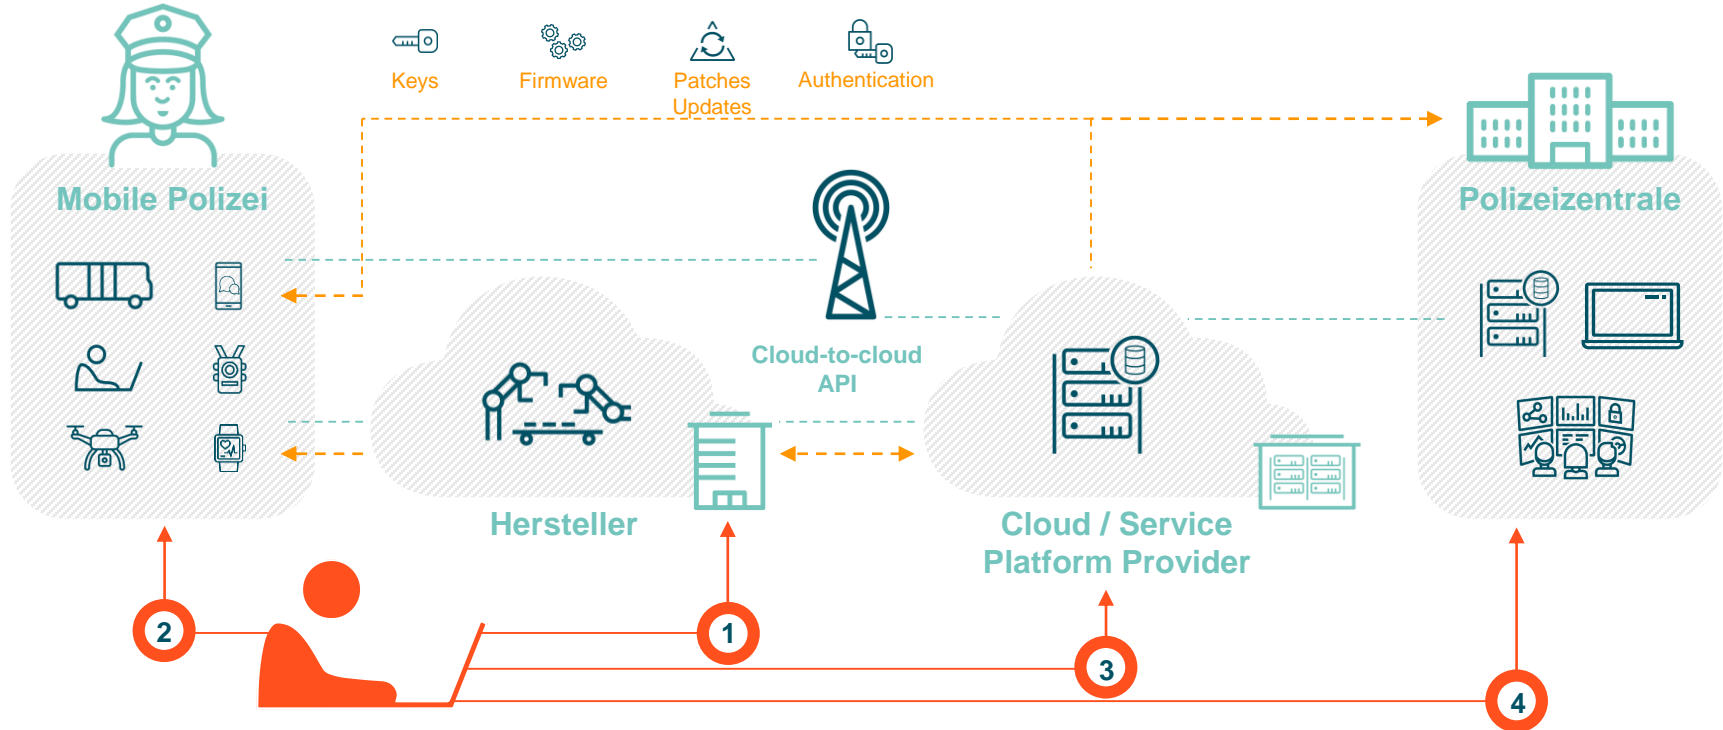 Keys
Firmware
Patches
Updates
Authentication
Mobile Polizei
Polizeizentrale
Cloud-to-cloud
API
Hersteller
Cloud / Service
Platform Provider
2
1
3
4